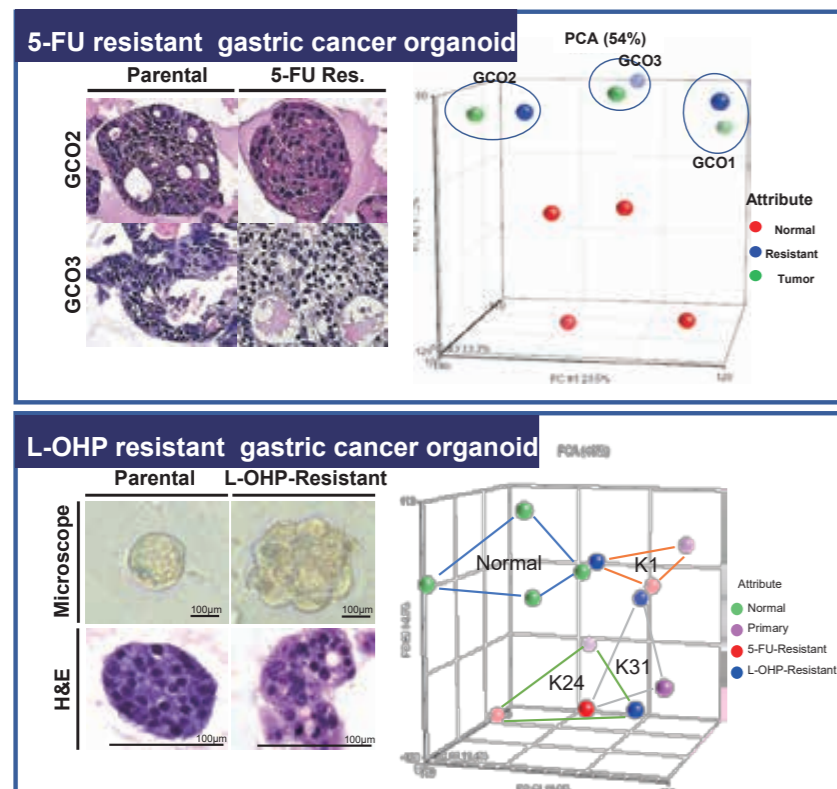 5-FU resistant gastric cancer organoid
Parental 5-FU Res.
GCO2
GCO3
PCA (54%)
GCO2
GCO3
GCO1
Attribute
Normal
Resistant
Tumor
120
L-OHP resistant gastric cancer organoid
Parental L-OHP-Resistant
Microscope
100μm
100μm
H&E
100μm
100μm
Normal
K1
K24
K31
Attribute
Normal
Primary
5-FU-Resistant
L-OHP-Resistant